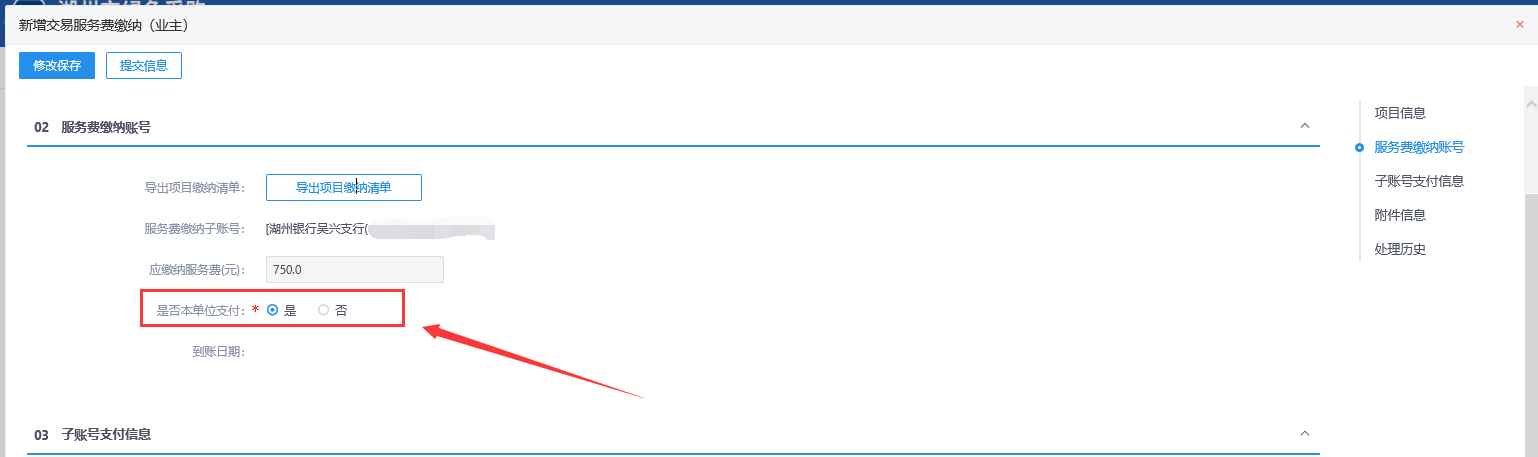 新增交易服务费缴纳（业主）
×
修改保存 提交信息
02 服务费缴纳账号
导出项目缴纳清单： 导出项目缴纳清单
服务费缴纳子账号： [湖州银行吴兴支行(
应缴纳服务费(元)： 750.0
是否本单位支付： * 是 否
到账日期：
03 子账号支付信息
项目信息
服务费缴纳账号
子账号支付信息
附件信息
处理历史